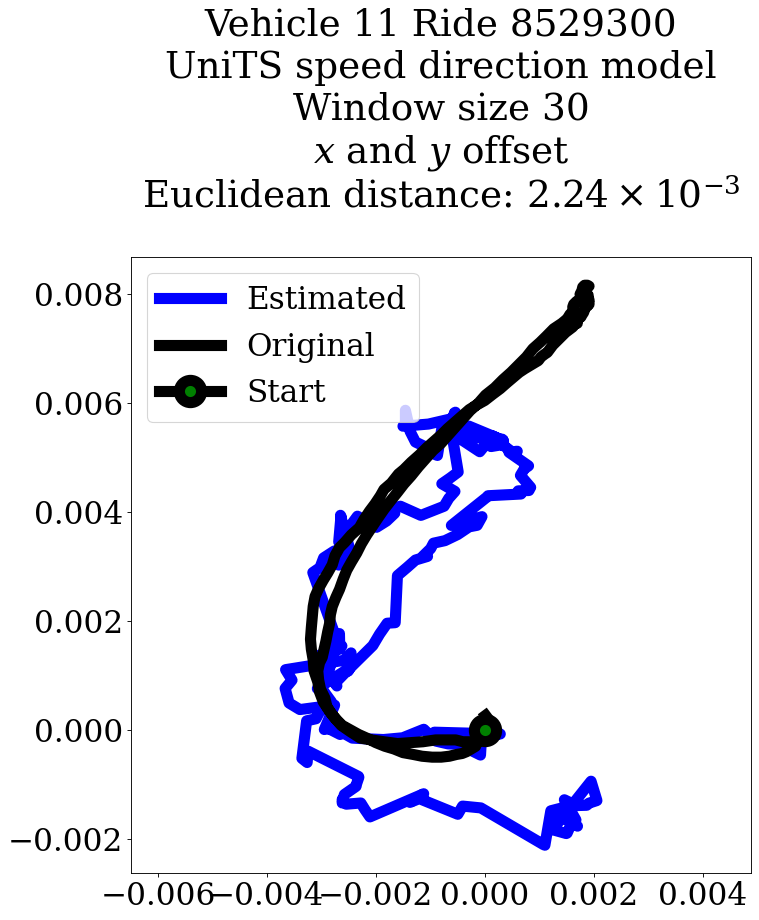 Vehicle 11 Ride 8529300
UniTS speed direction model
Window size 30
x and y offset
Euclidean distance: 2.24 × 10⁻³
Estimated
Original
Start
0.008
0.006
0.004
0.002
0.000
−0.002
−0.006 −0.004 −0.002 0.000 0.002 0.004